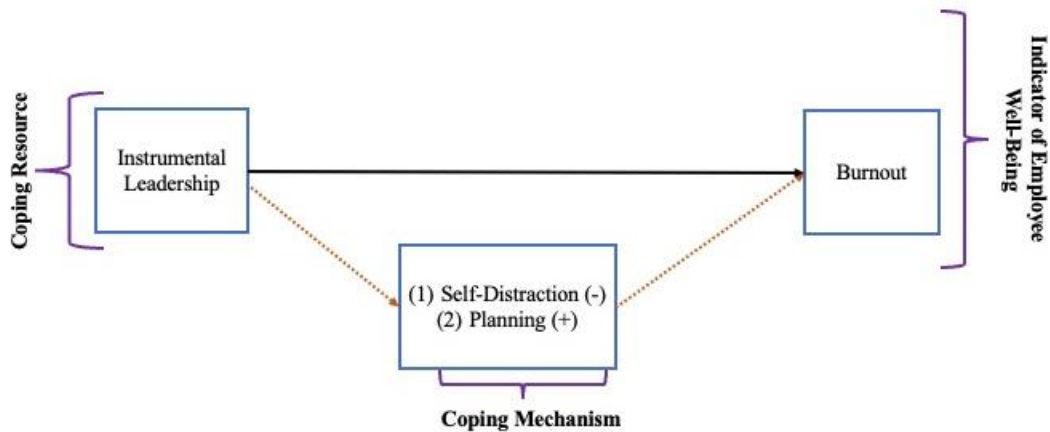 Coping Resource
Instrumental
Leadership
Burnout
Indicator of Employee
Well-Being
(1) Self-Distraction (-)
(2) Planning (+)
Coping Mechanism